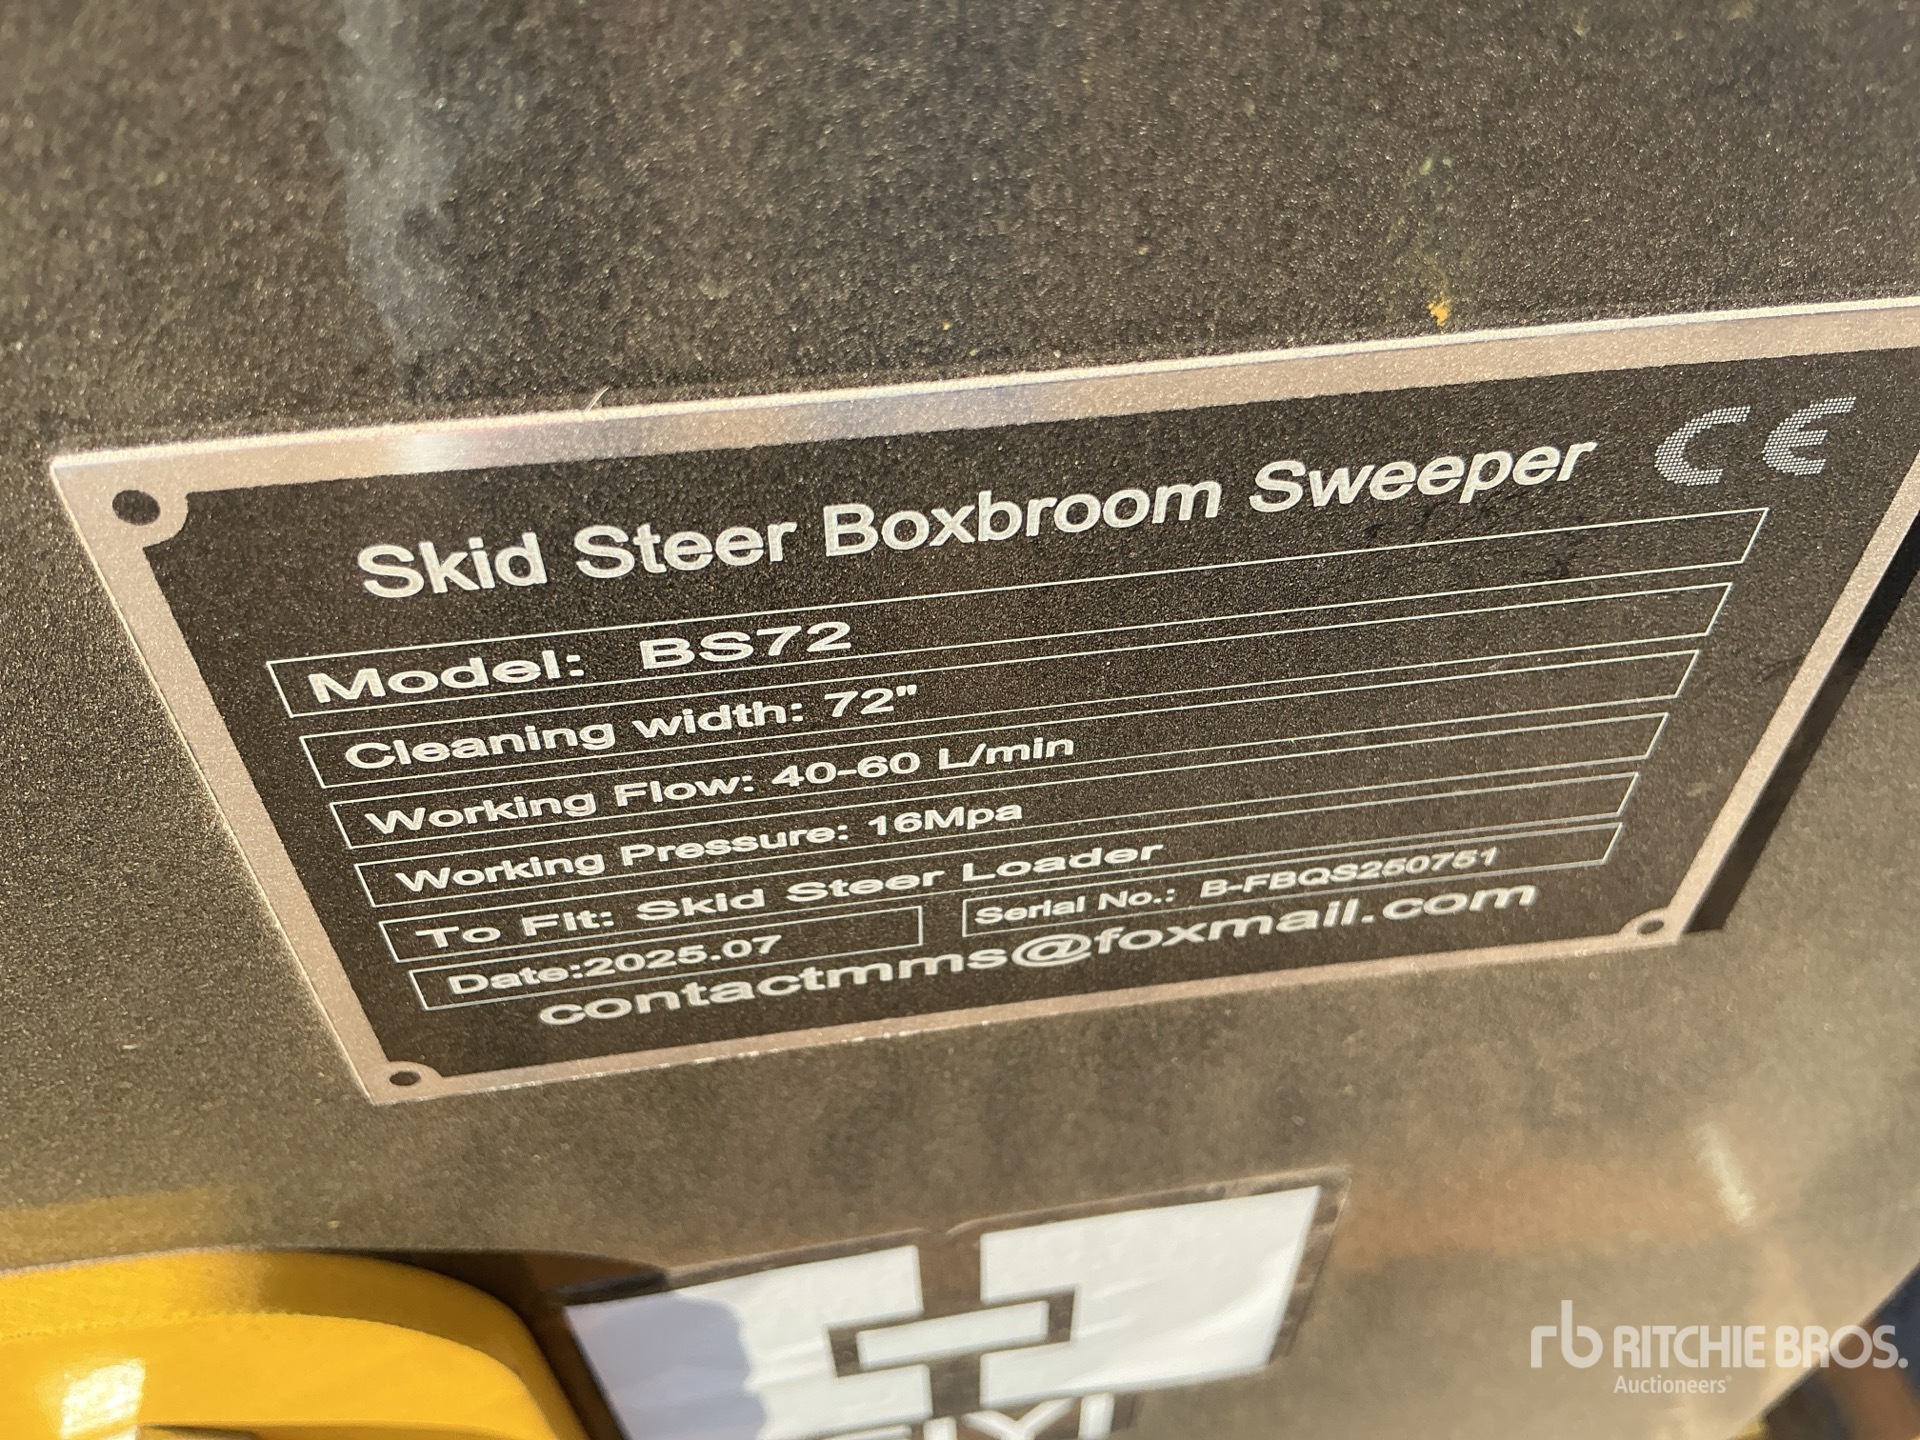 Skid Steer Boxbroom Sweeper CE
Model: BS72
Cleaning width: 72"
Working Flow: 40-60 L/min
Working Pressure: 16Mpa
To Fit: Skid Steer Loader
Date:2025.07 Serial No.: B-FBQS250751
contactmms@foxmail.com
rb RITCHIE BROS.
Auctioneers